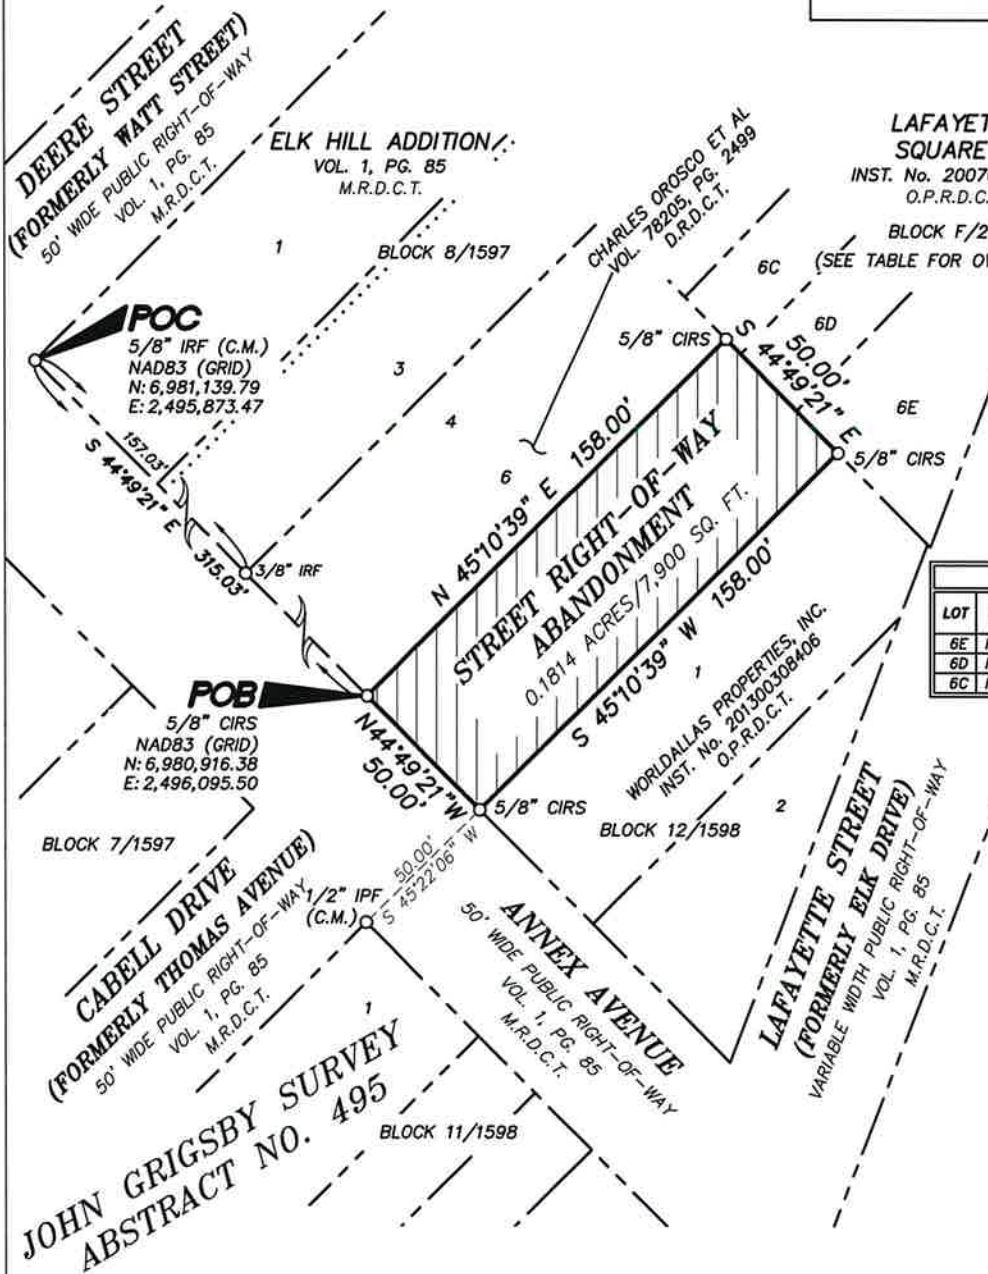 DEERE STREET
(FORMERLY WATT STREET)
50' WIDE PUBLIC RIGHT-OF-WAY
VOL. 1, PG. 85
M.R.D.C.T.
ELK HILL ADDITION
VOL. 1, PG. 85
M.R.D.C.T.
1
BLOCK 8/1597
CHARLES OROSCO ET AL
VOL. 78205, PG. 2499
D.R.D.C.T.
LAFAYET
SQUARE
INST. No. 2007
O.P.R.D.C.
BLOCK F/2
(SEE TABLE FOR OV
6C
6D
6E
POC
5/8" IRF (C.M.)
NAD83 (GRID)
N: 6,981,139.79
E: 2,495,873.47
3
4
6
5/8" CIRS
S 44°49'21" E
50.00'
5/8" CIRS
157.03'
S 44°49'21" E
315.03'
3/8" IRF
N 45°10'39" E 158.00'
STREET RIGHT-OF-WAY
ABANDONMENT
0.1814 ACRES/7,900 SQ. FT.
S 45°10'39" W 158.00'
LOT
6E
6D
6C
POB
5/8" CIRS
NAD83 (GRID)
N: 6,980,916.38
E: 2,496,095.50
N44°49'21"W
50.00'
5/8" CIRS
1
WORLDALLAS PROPERTIES, INC.
INST. No. 201300308406
O.P.R.D.C.T.
2
BLOCK 12/1598
BLOCK 7/1597
50.00'
S 45°22'06" W
1/2" IPF
(C.M.)
CABELL DRIVE
(FORMERLY THOMAS AVENUE)
50' WIDE PUBLIC RIGHT-OF-WAY
VOL. 1, PG. 85
M.R.D.C.T.
ANNEX AVENUE
50' WIDE PUBLIC RIGHT-OF-WAY
VOL. 1, PG. 85
M.R.D.C.T.
LAFAYETTE STREET
(FORMERLY ELK DRIVE)
VARIABLE WIDTH PUBLIC RIGHT-OF-WAY
VOL. 1, PG. 85
M.R.D.C.T.
1
BLOCK 11/1598
JOHN GRIGSBY SURVEY
ABSTRACT NO. 495